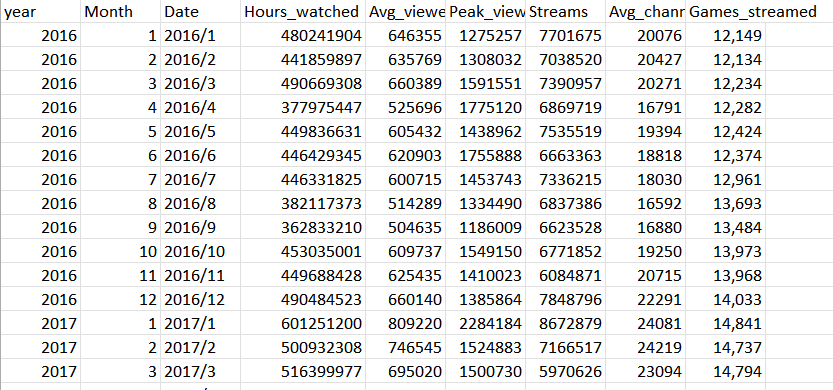 year Month Date Hours_watched Avg_viewe Peak_view Streams Avg_chann Games_streamed
2016 1 2016/1 480241904 646355 1275257 7701675 20076 12,149
2016 2 2016/2 441859897 635769 1308032 7038520 20427 12,134
2016 3 2016/3 490669308 660389 1591551 7390957 20271 12,234
2016 4 2016/4 377975447 525696 1775120 6869719 16791 12,282
2016 5 2016/5 449836631 605432 1438962 7535519 19394 12,424
2016 6 2016/6 446429345 620903 1755888 6663363 18818 12,374
2016 7 2016/7 446331825 600715 1453743 7336215 18030 12,961
2016 8 2016/8 382117373 514289 1334490 6837386 16592 13,693
2016 9 2016/9 362833210 504635 1186009 6623528 16880 13,484
2016 10 2016/10 453035001 609737 1549150 6771852 19250 13,973
2016 11 2016/11 449688428 625435 1410023 6084871 20715 13,968
2016 12 2016/12 490484523 660140 1385864 7848796 22291 14,033
2017 1 2017/1 601251200 809220 2284184 8672879 24081 14,841
2017 2 2017/2 500932308 746545 1524883 7166517 24219 14,737
2017 3 2017/3 516399977 695020 1500730 5970626 23094 14,794